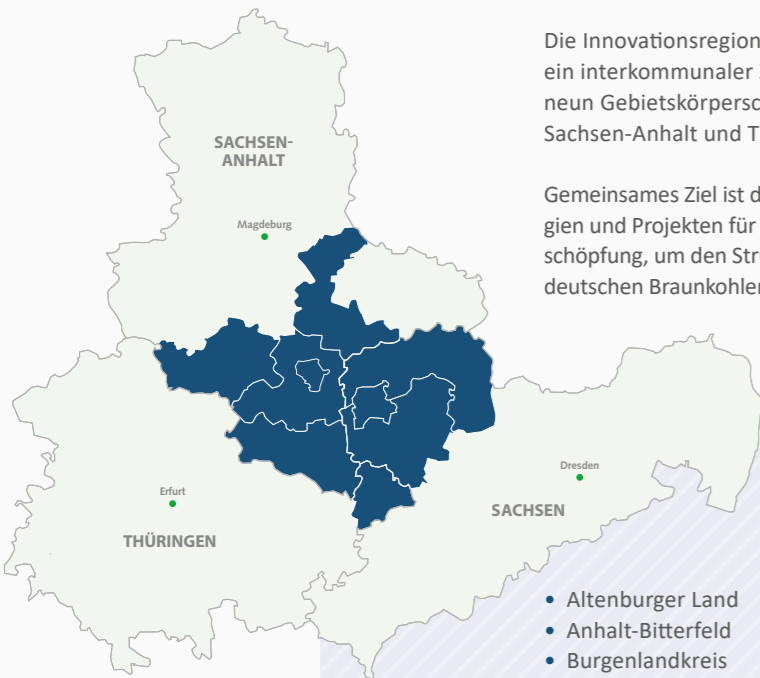 Die Innovationsregion
ein interkommunaler
neun Gebietskörpersc
Sachsen-Anhalt und T
Gemeinsames Ziel ist d
gien und Projekten für
schöpfung, um den Stru
deutschen Braunkohler
SACHSEN-
ANHALT
Magdeburg
Erfurt
THÜRINGEN
Dresden
SACHSEN
• Altenburger Land
• Anhalt-Bitterfeld
• Burgenlandkreis